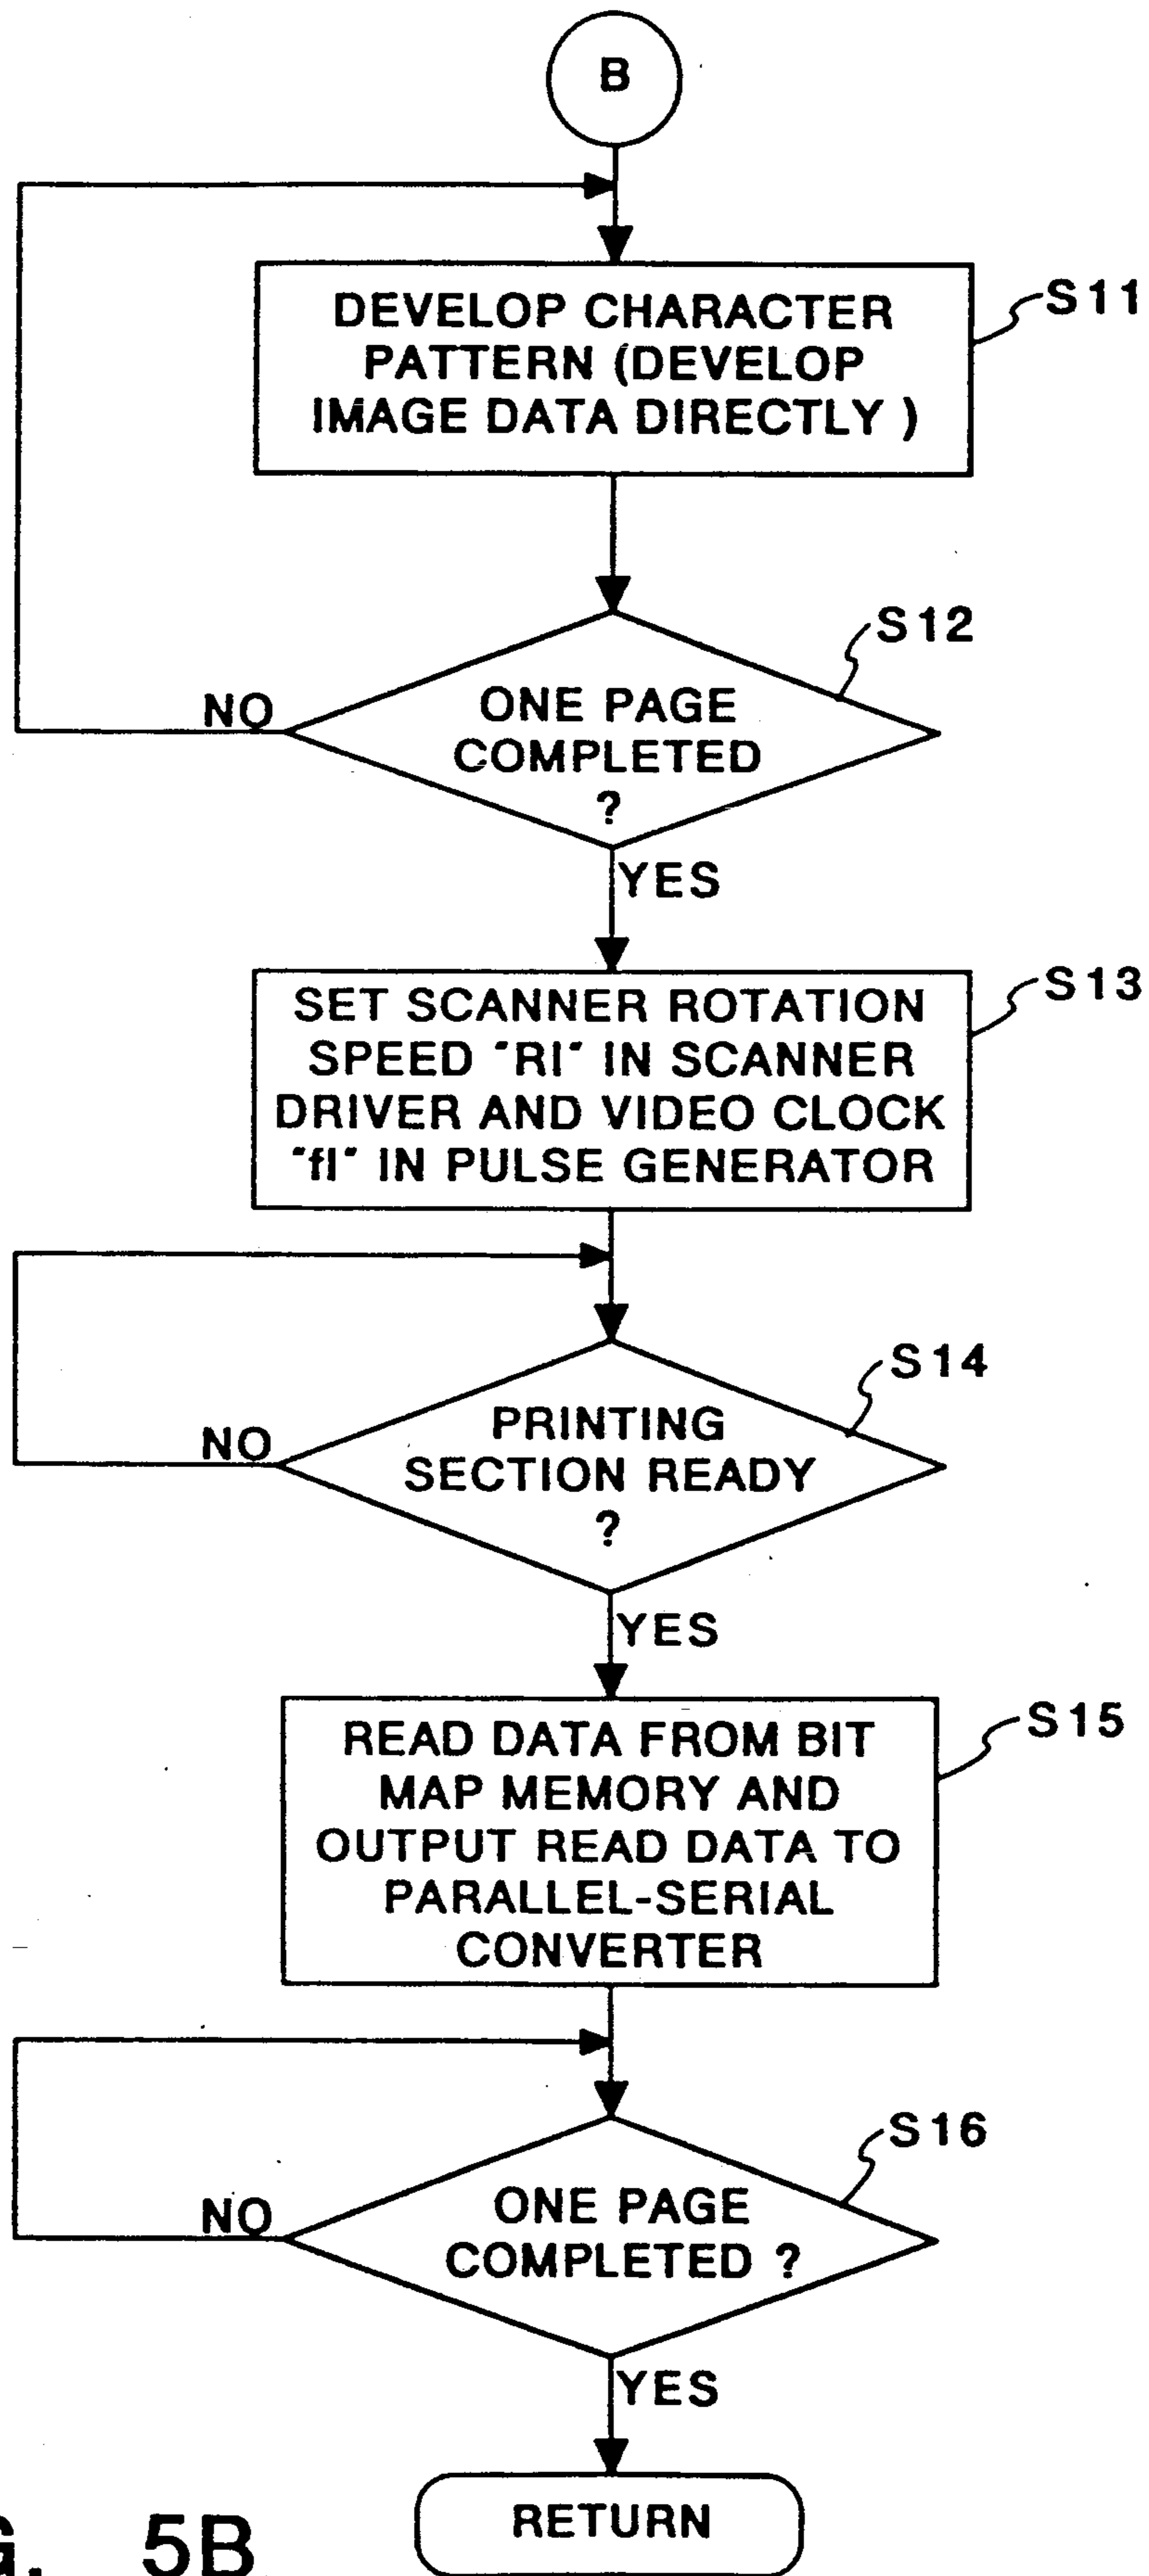 B
DEVELOP CHARACTER
PATTERN (DEVELOP
IMAGE DATA DIRECTLY )
S11
ONE PAGE
COMPLETED
?
S12
NO
YES
SET SCANNER ROTATION
SPEED "RI" IN SCANNER
DRIVER AND VIDEO CLOCK
"fI" IN PULSE GENERATOR
S13
PRINTING
SECTION READY
?
S14
NO
YES
READ DATA FROM BIT
MAP MEMORY AND
OUTPUT READ DATA TO
PARALLEL-SERIAL
CONVERTER
S15
ONE PAGE
COMPLETED ?
S16
NO
YES
RETURN
G. 5B